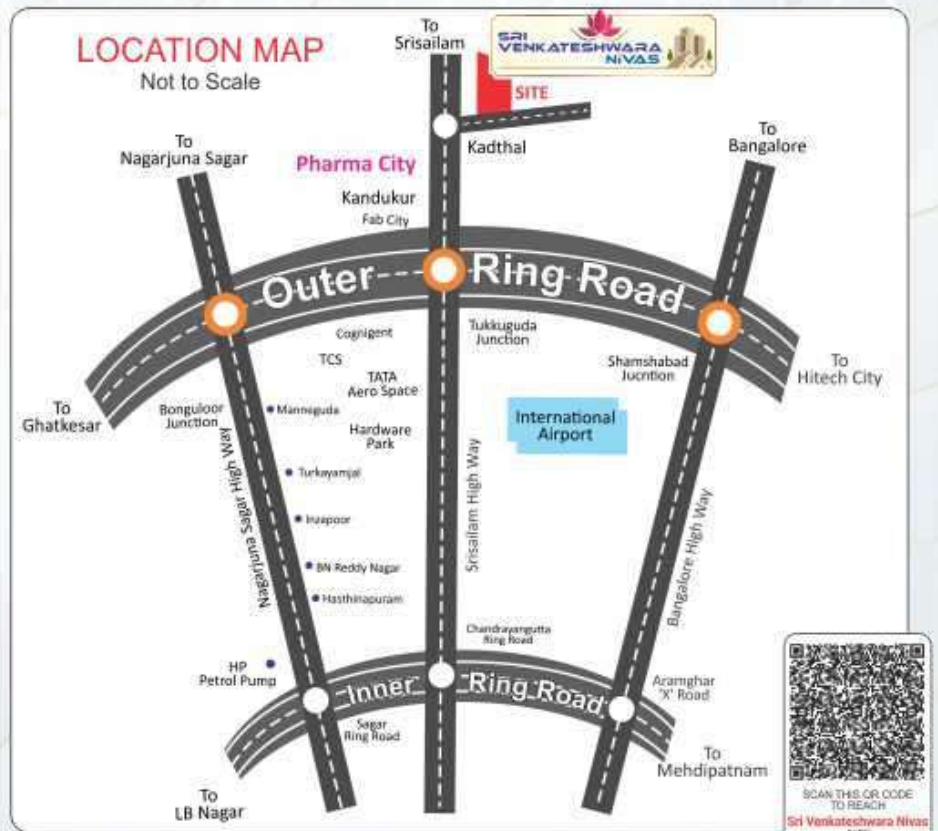 LOCATION MAP
Not to Scale
To
Srisailam
SRI
VENKATESHWARA
NIVAS
SITE
Kadthal
To
Nagarjuna Sagar
To
Bangalore
Pharma City
Kandukur
Fab City
Outer Ring Road
Cognigent
TCS
TATA
Aero Space
Hardware
Park
Tukkuguda
Junction
Shamshabad
Jucntion
To
Hitech City
To
Ghatkesar
Bonguloor
Junction
International
Airport
Manneguda
Turkayamjal
Inzapoor
BN Reddy Nagar
Hasthinapuram
Nagarjuna Sagar High Way
Srisailam High Way
Bangalore High Way
Chandrayangutta
Ring Road
HP
Petrol Pump
Inner Ring Road
Aramghar
'X' Road
Sagar
Ring Road
To
Mehdipatnam
To
LB Nagar
SCAN THIS QR CODE
TO REACH
Sri Venkateshwara Nivas